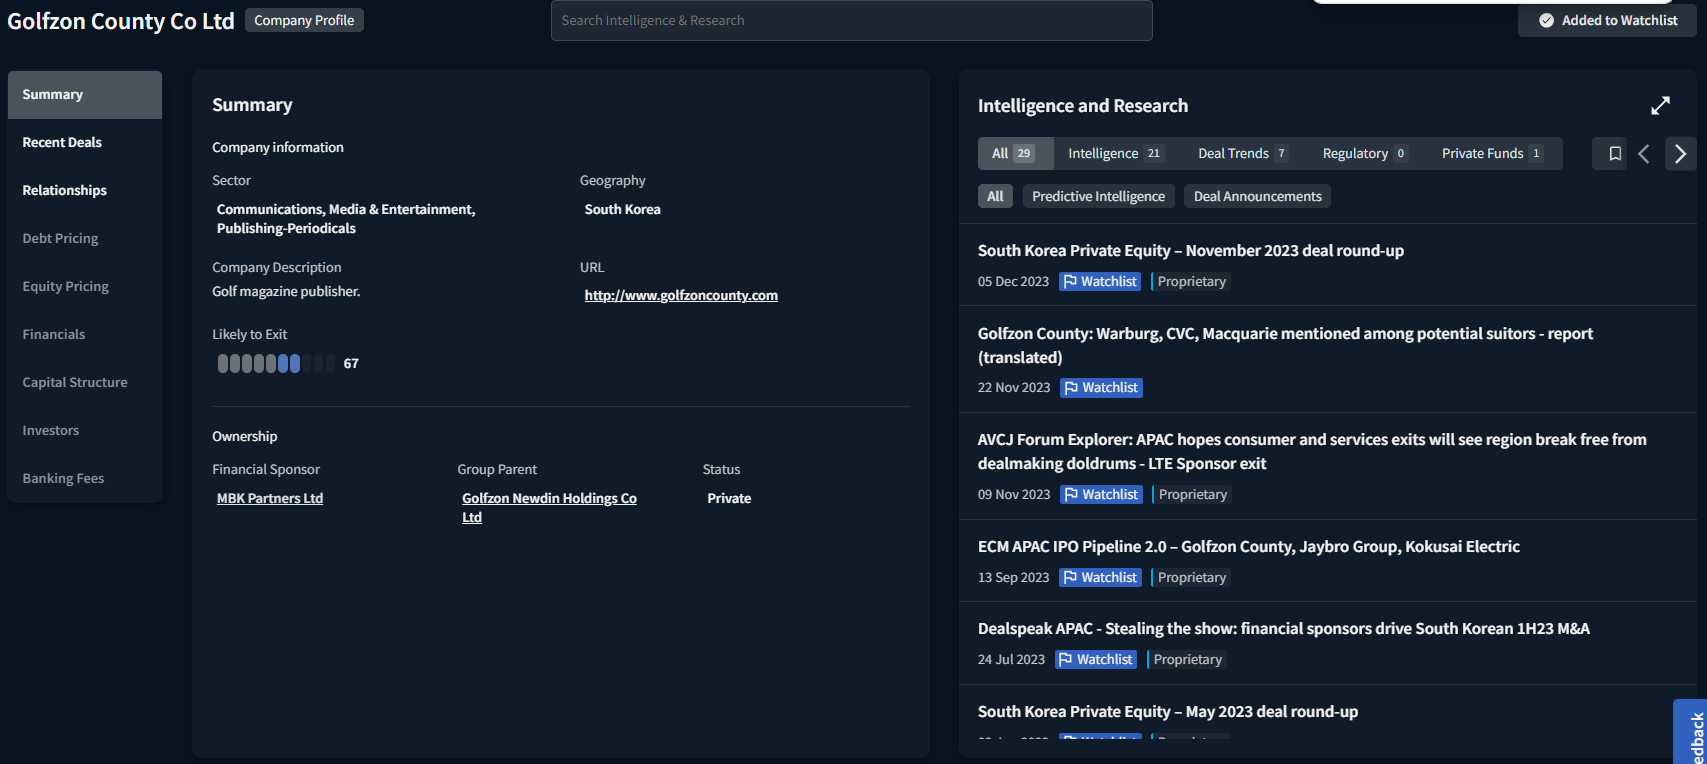 Golfzon County Co Ltd
Company Profile
Search Intelligence & Research
Added to Watchlist
Summary
Recent Deals
Relationships
Debt Pricing
Equity Pricing
Financials
Capital Structure
Investors
Banking Fees
Summary
Company information
Sector
Communications, Media & Entertainment,
Publishing-Periodicals
Geography
South Korea
Company Description
Golf magazine publisher.
URL
http://www.golfzoncounty.com
Likely to Exit
67
Ownership
Financial Sponsor
MBK Partners Ltd
Group Parent
Golfzon Newdin Holdings Co
Ltd
Status
Private
Intelligence and Research
All 29 Intelligence 21 Deal Trends 7 Regulatory 0 Private Funds 1
All Predictive Intelligence Deal Announcements
South Korea Private Equity – November 2023 deal round-up
05 Dec 2023 Watchlist Proprietary
Golfzon County: Warburg, CVC, Macquarie mentioned among potential suitors - report
(translated)
22 Nov 2023 Watchlist
AVCJ Forum Explorer: APAC hopes consumer and services exits will see region break free from
dealmaking doldrums - LTE Sponsor exit
09 Nov 2023 Watchlist Proprietary
ECM APAC IPO Pipeline 2.0 – Golfzon County, Jaybro Group, Kokusai Electric
13 Sep 2023 Watchlist Proprietary
Dealspeak APAC - Stealing the show: financial sponsors drive South Korean 1H23 M&A
24 Jul 2023 Watchlist Proprietary
South Korea Private Equity – May 2023 deal round-up
edback